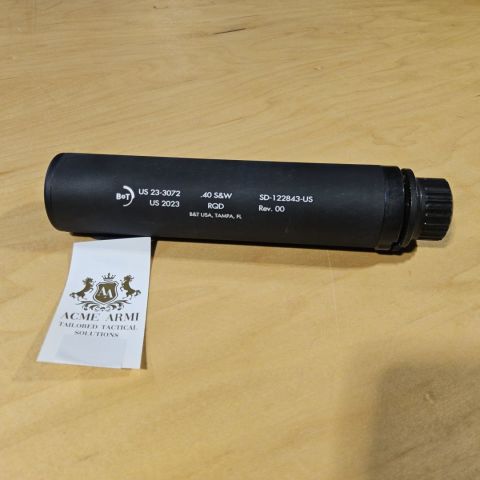 B&T
US 23-3072
US 2023
.40 S&W
RQD
B&T USA, TAMPA, FL
SD-122843-US
Rev. 00
AA
ACME ARMI
TAILORED TACTICAL
SOLUTIONS